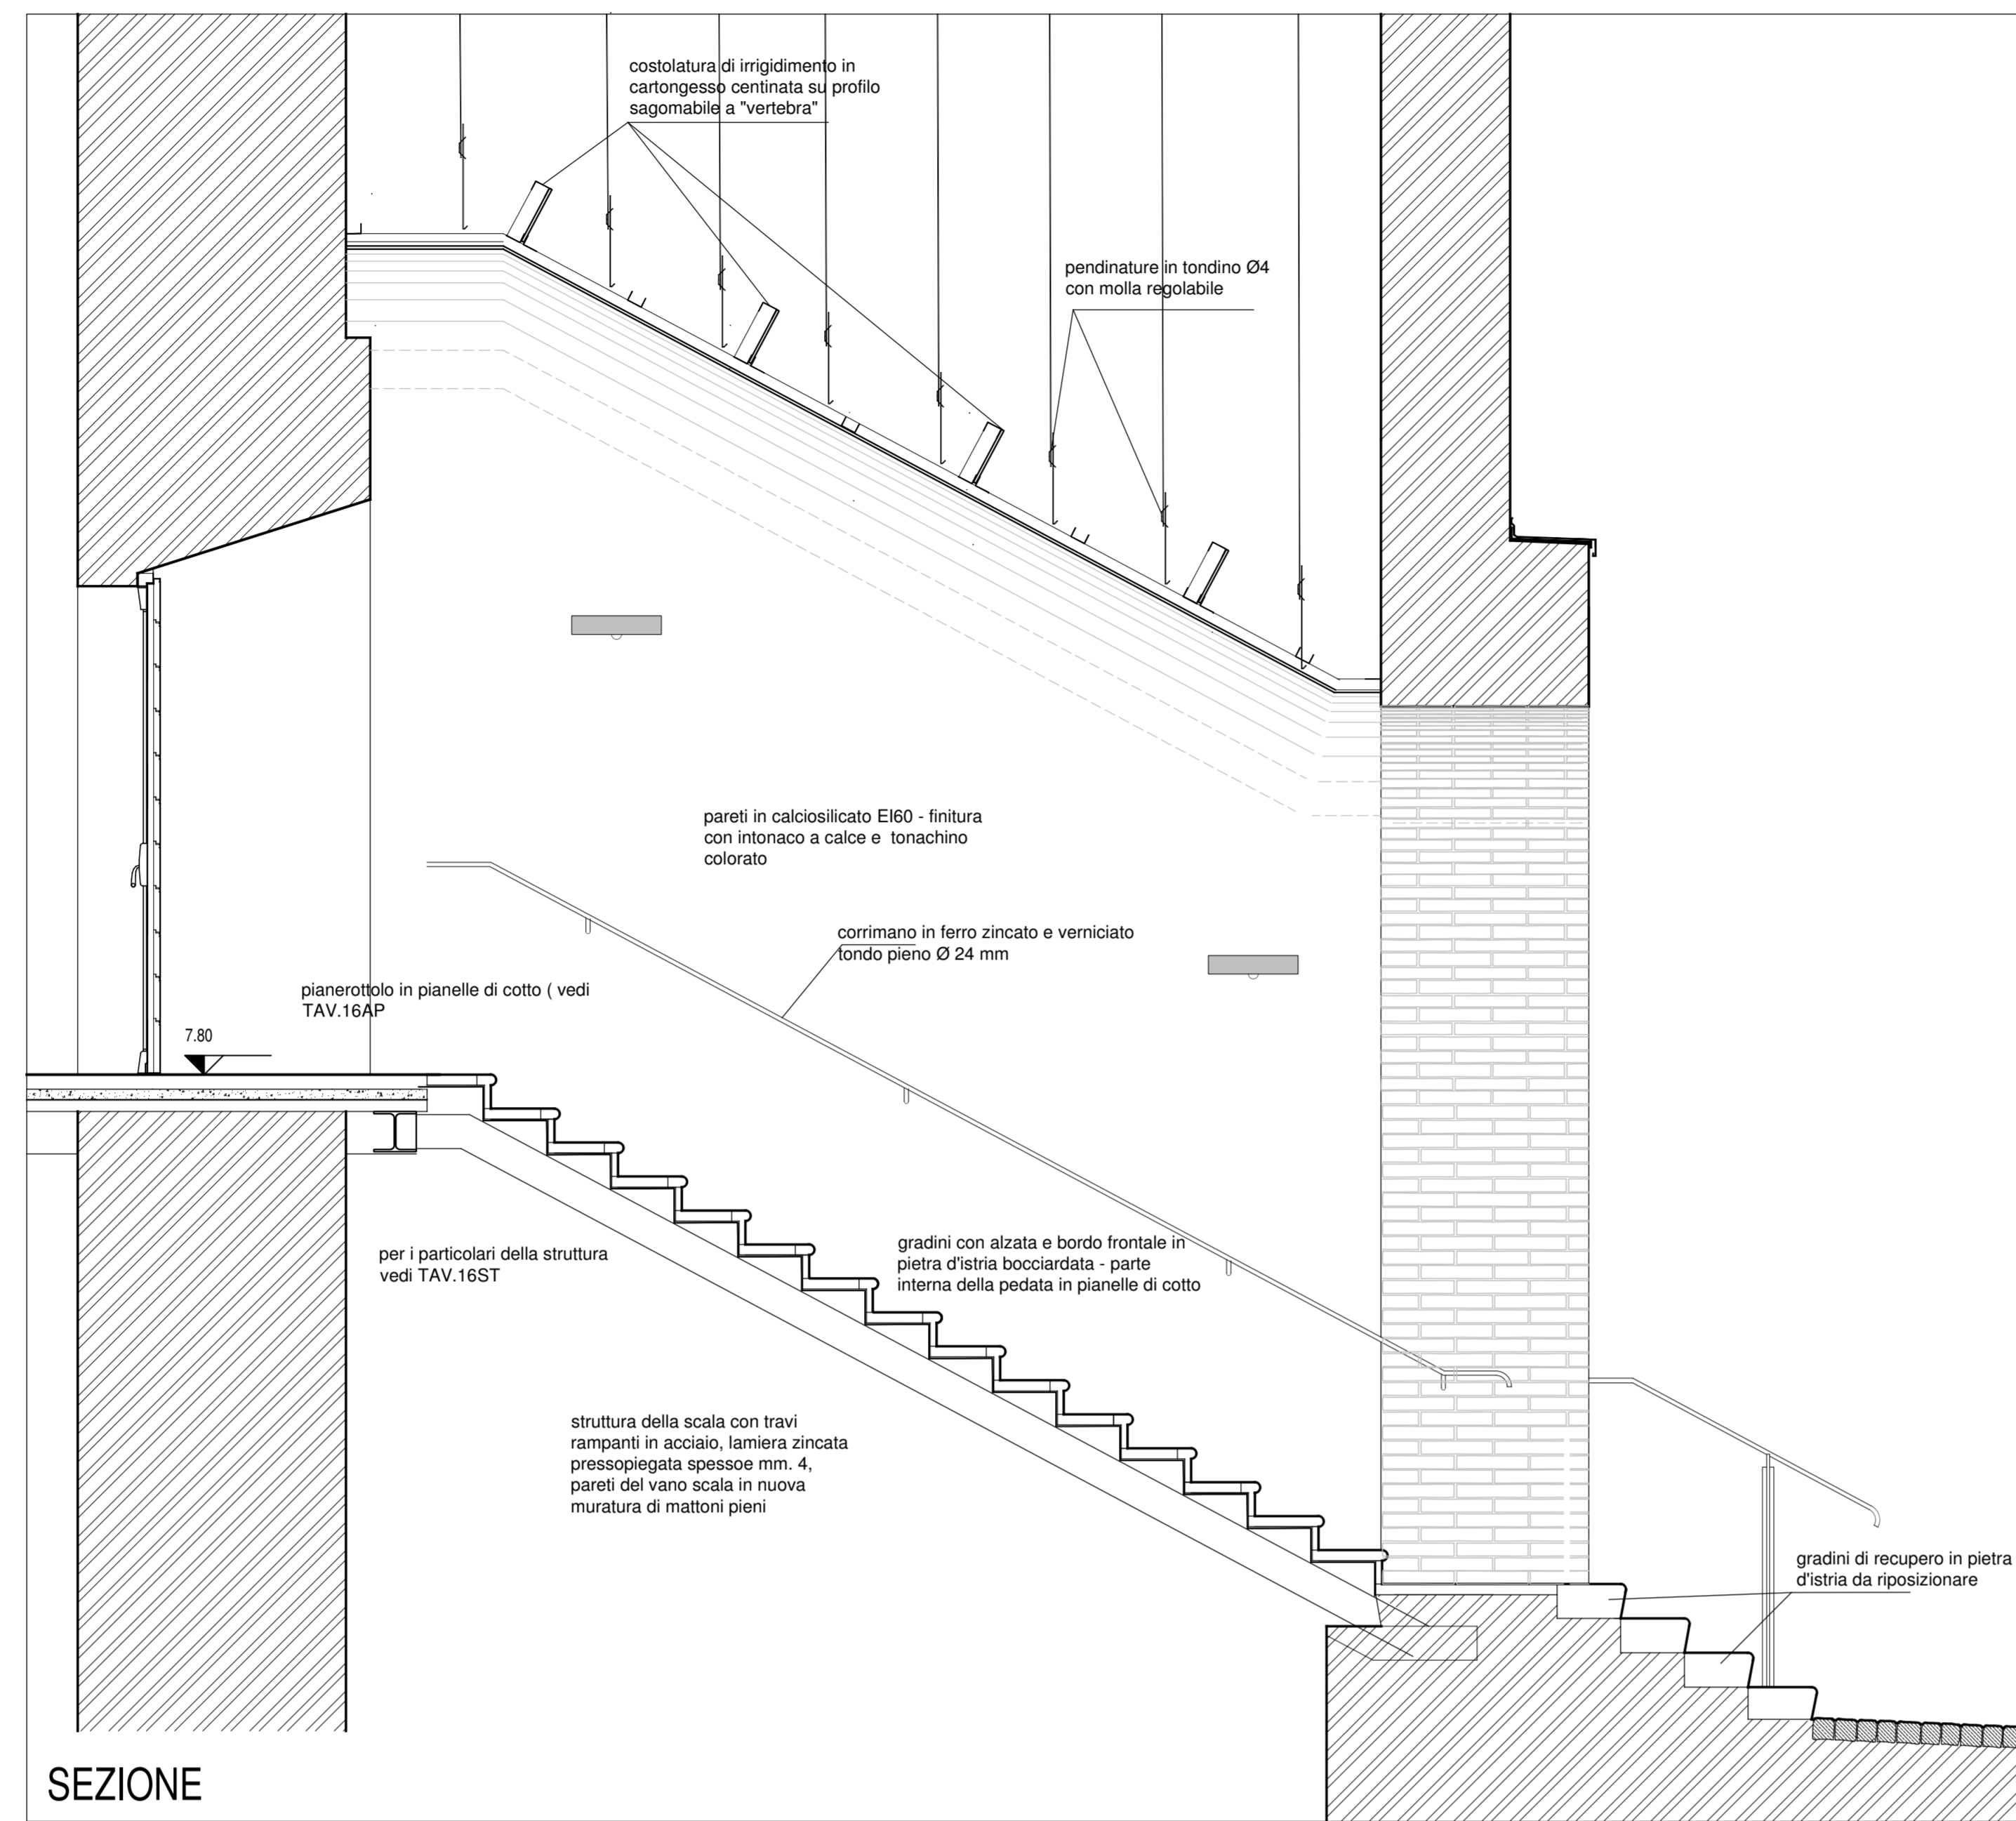 costolatura di irrigidimento in
cartongesso centinata su profilo
sagomabile a "vertebra"
pendinature in tondino Ø4
con molla regolabile
pareti in calciosilicato EI60 - finitura
con intonaco a calce e tonachino
colorato
corrimano in ferro zincato e verniciato
tondo pieno Ø 24 mm
pianerottolo in pianelle di cotto ( vedi
TAV.16AP
7.80
per i particolari della struttura
vedi TAV.16ST
gradini con alzata e bordo frontale in
pietra d'istria bocciardata - parte
interna della pedata in pianelle di cotto
struttura della scala con travi
rampanti in acciaio, lamiera zincata
pressopiegata spessoe mm. 4,
pareti del vano scala in nuova
muratura di mattoni pieni
gradini di recupero in pietra
d'istria da riposizionare
SEZIONE